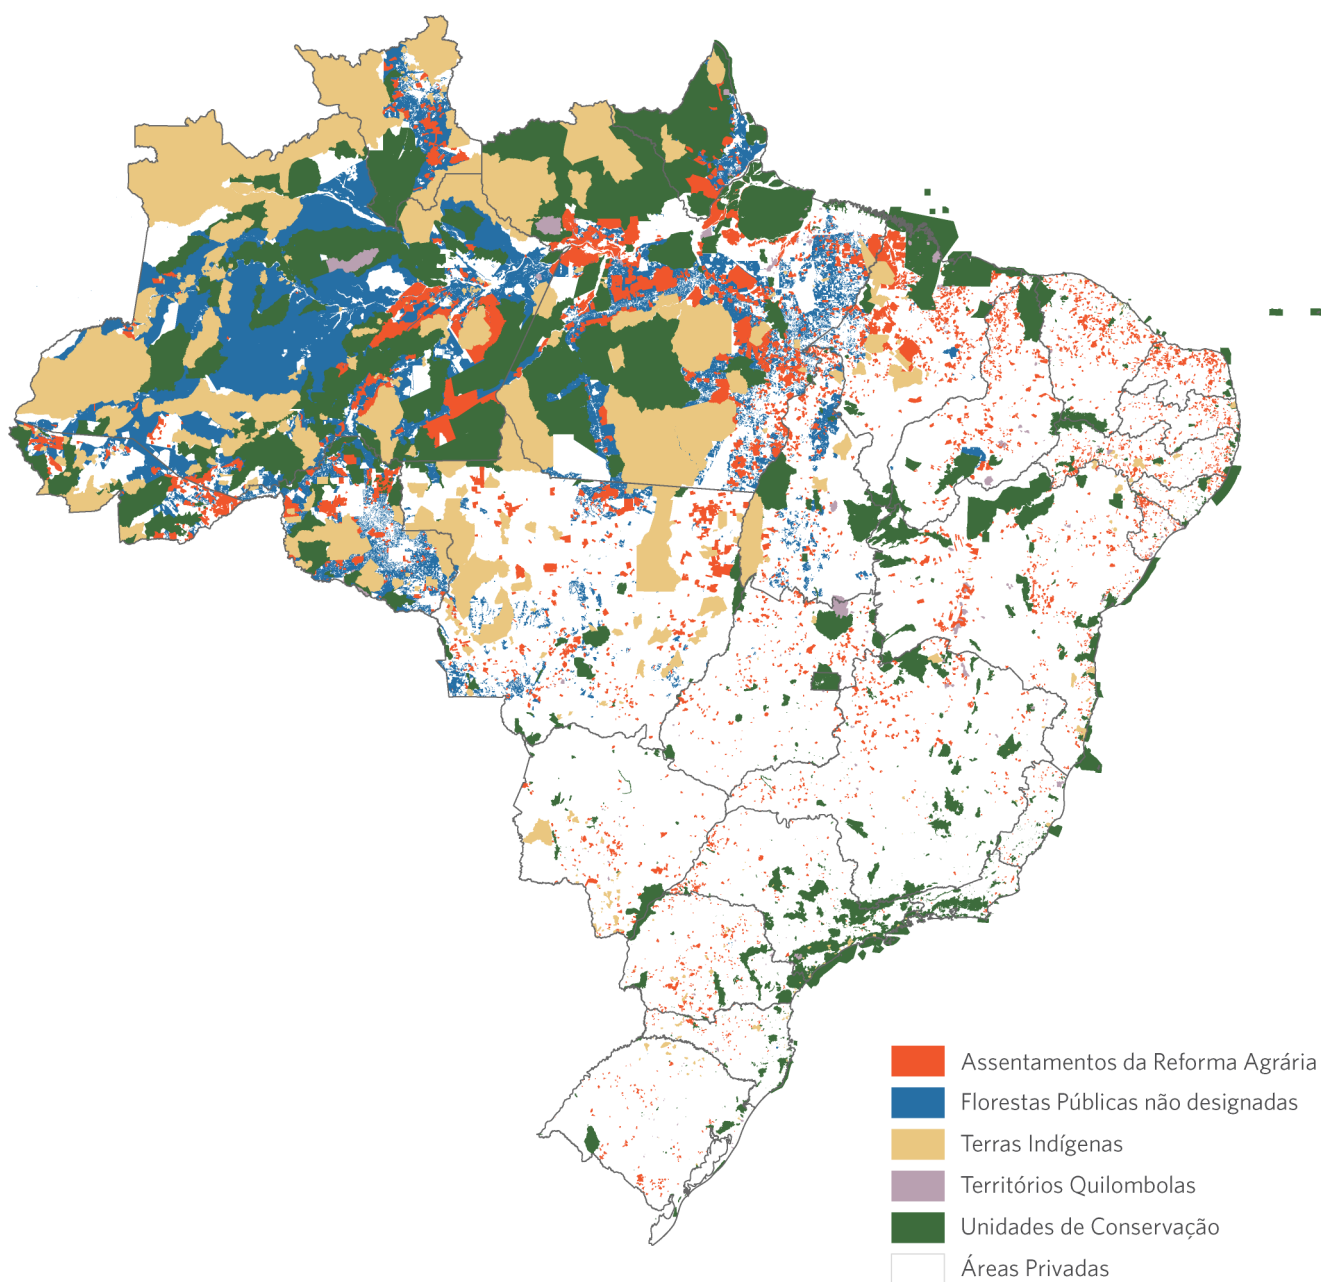 Assentamentos da Reforma Agrária
Florestas Públicas não designadas
Terras Indígenas
Territórios Quilombolas
Unidades de Conservação
Áreas Privadas